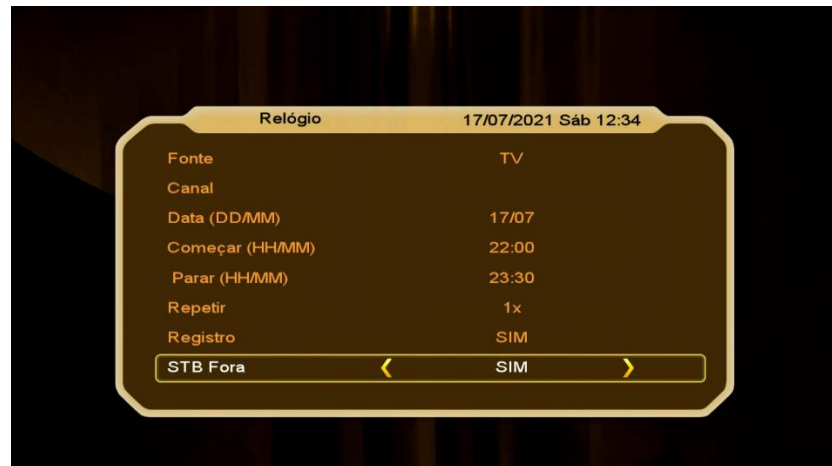 Relógio 17/07/2021 Sáb 12:34
Fonte TV
Canal
Data (DD/MM) 17/07
Começar (HH/MM) 22:00
Parar (HH/MM) 23:30
Repetir 1x
Registro SIM
STB Fora SIM